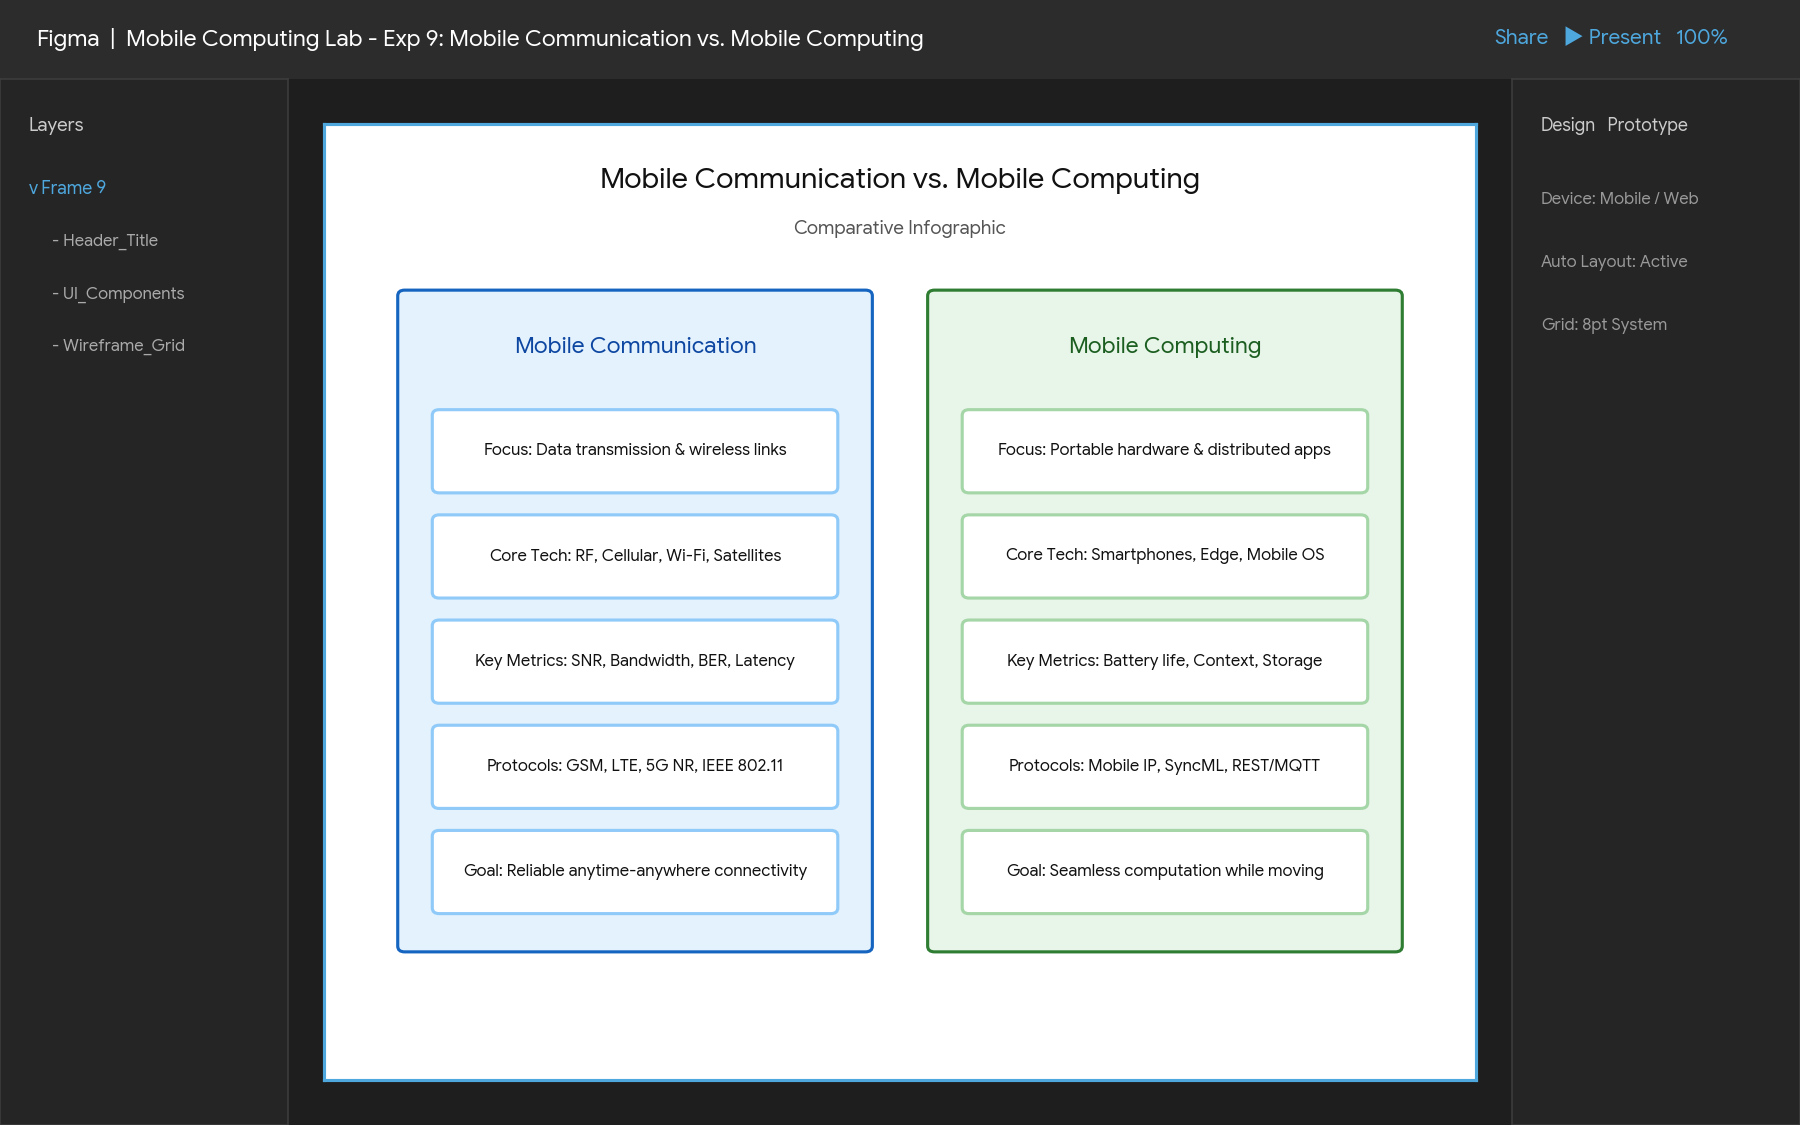 Figma | Mobile Computing Lab - Exp 9: Mobile Communication vs. Mobile Computing
Share ▶ Present 100%
Layers
v Frame 9
- Header_Title
- UI_Components
- Wireframe_Grid
Mobile Communication vs. Mobile Computing
Comparative Infographic
Mobile Communication
Focus: Data transmission & wireless links
Core Tech: RF, Cellular, Wi-Fi, Satellites
Key Metrics: SNR, Bandwidth, BER, Latency
Protocols: GSM, LTE, 5G NR, IEEE 802.11
Goal: Reliable anytime-anywhere connectivity
Mobile Computing
Focus: Portable hardware & distributed apps
Core Tech: Smartphones, Edge, Mobile OS
Key Metrics: Battery life, Context, Storage
Protocols: Mobile IP, SyncML, REST/MQTT
Goal: Seamless computation while moving
Design Prototype
Device: Mobile / Web
Auto Layout: Active
Grid: 8pt System